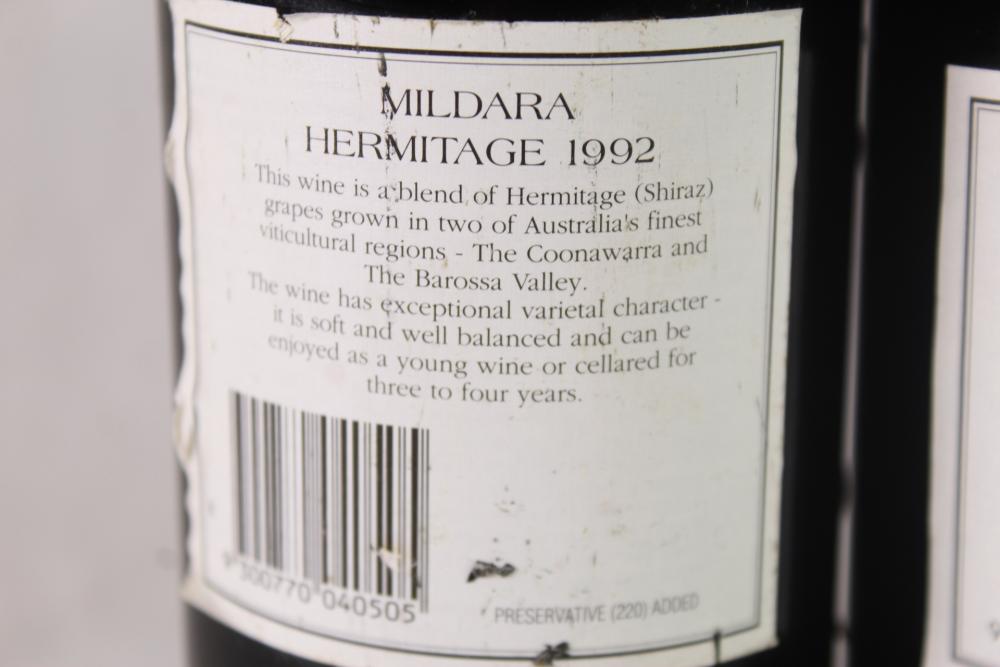 MILDARA
HERMITAGE 1992
This wine is a blend of Hermitage (Shiraz)
grapes grown in two of Australia's finest
viticultural regions - The Coonawarra and
The Barossa Valley.
The wine has exceptional varietal character -
it is soft and well balanced and can be
enjoyed as a young wine or cellared for
three to four years.
9 300770 040505
PRESERVATIVE (220) ADDED